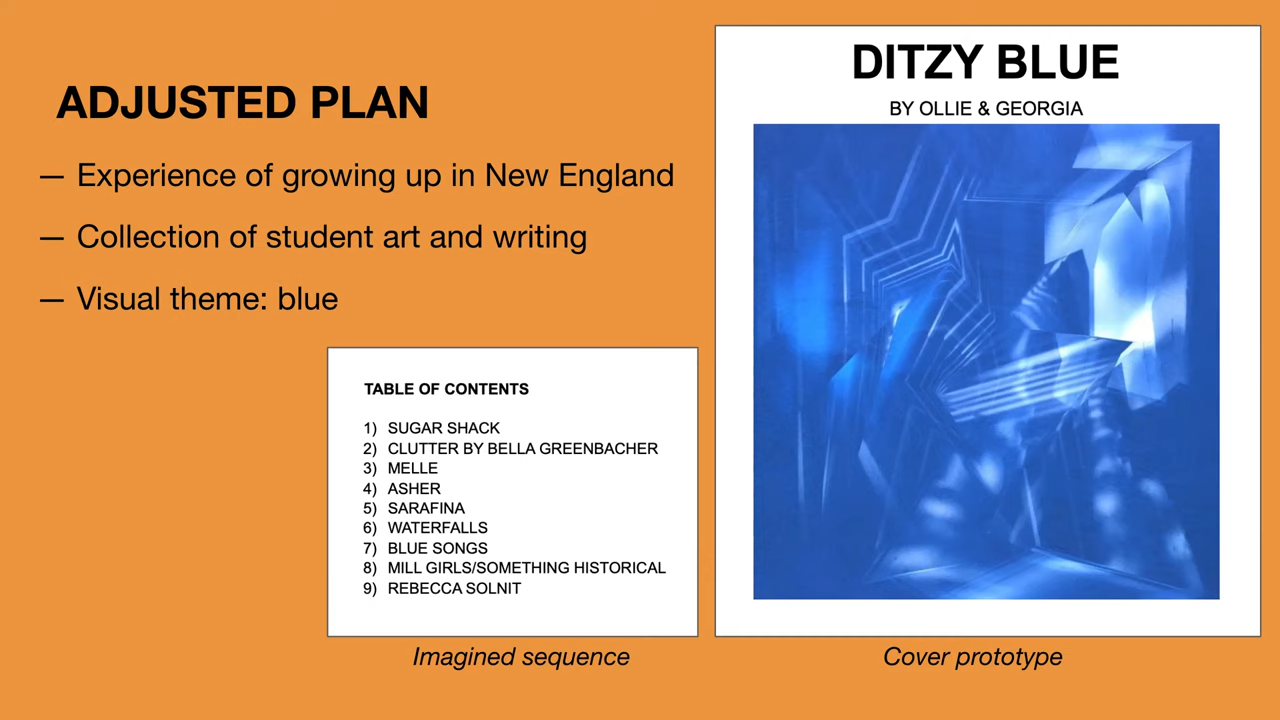 ADJUSTED PLAN
— Experience of growing up in New England
— Collection of student art and writing
— Visual theme: blue
TABLE OF CONTENTS
1) SUGAR SHACK
2) CLUTTER BY BELLA GREENBACHER
3) MELLE
4) ASHER
5) SARAFINA
6) WATERFALLS
7) BLUE SONGS
8) MILL GIRLS/SOMETHING HISTORICAL
9) REBECCA SOLNIT
Imagined sequence
DITZY BLUE
BY OLLIE & GEORGIA
Cover prototype